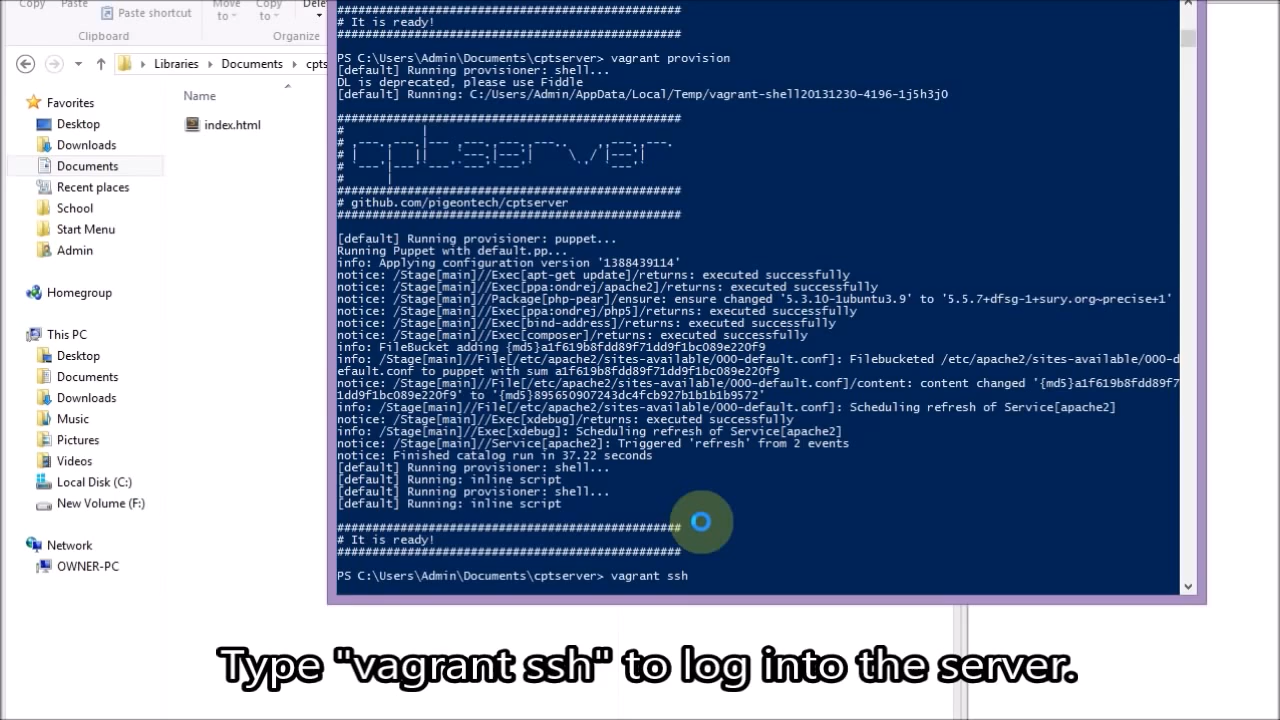 Copy
Paste
Paste shortcut
Move
to
Copy
to
Delete
Clipboard
Organize
Libraries
Documents
cpts
Favorites
Desktop
Downloads
Documents
Recent places
School
Start Menu
Admin
Homegroup
This PC
Desktop
Documents
Downloads
Music
Pictures
Videos
Local Disk (C:)
New Volume (F:)
Network
OWNER-PC
Name
index.html
##################################################
# It is ready!
##################################################
PS C:\Users\Admin\Documents\cptserver> vagrant provision
[default] Running provisioner: shell...
DL is deprecated, please use Fiddle
[default] Running: C:/Users/Admin/AppData/Local/Temp/vagrant-shell20131230-4196-1j5h3j0
##################################################
##################################################
# github.com/pigeontech/cptserver
##################################################
[default] Running provisioner: puppet...
Running Puppet with default.pp...
info: Applying configuration version '1388439114'
notice: /Stage[main]//Exec[apt-get update]/returns: executed successfully
notice: /Stage[main]//Exec[ppa:ondrej/apache2]/returns: executed successfully
notice: /Stage[main]//Package[php-pear]/ensure: ensure changed '5.3.10-1ubuntu3.9' to '5.5.7+dfsg-1+sury.org~precise+1'
notice: /Stage[main]//Exec[ppa:ondrej/php5]/returns: executed successfully
notice: /Stage[main]//Exec[bind-address]/returns: executed successfully
notice: /Stage[main]//Exec[composer]/returns: executed successfully
info: FileBucket adding {md5}a1f619b8fdd89f71dd9f1bc089e220f9
info: /Stage[main]//File[/etc/apache2/sites-available/000-default.conf]: Filebucketed /etc/apache2/sites-available/000-d
efault.conf to puppet with sum a1f619b8fdd89f71dd9f1bc089e220f9
notice: /Stage[main]//File[/etc/apache2/sites-available/000-default.conf]/content: content changed '{md5}a1f619b8fdd89f7
1dd9f1bc089e220f9' to '{md5}895650907243dc4fcb927b1b1b1b9572'
info: /Stage[main]//File[/etc/apache2/sites-available/000-default.conf]: Scheduling refresh of Service[apache2]
notice: /Stage[main]//Exec[xdebug]/returns: executed successfully
info: /Stage[main]//Exec[xdebug]: Scheduling refresh of Service[apache2]
notice: /Stage[main]//Service[apache2]: Triggered 'refresh' from 2 events
notice: Finished catalog run in 37.22 seconds
[default] Running provisioner: shell...
[default] Running: inline script
[default] Running provisioner: shell...
[default] Running: inline script
##################################################
# It is ready!
##################################################
PS C:\Users\Admin\Documents\cptserver> vagrant ssh
Type "vagrant ssh" to log into the server.